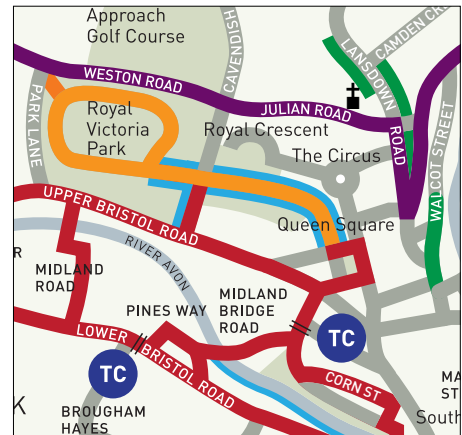 Approach
Golf Course
CAVENDISH
LANSDOWN
CAMDEN CRE
WESTON ROAD
JULIAN ROAD
ROAD
WALCOT STREET
PARK LANE
Royal
Victoria
Park
Royal Crescent
The Circus
UPPER BRISTOL ROAD
Queen Square
RIVER AVON
R
MIDLAND
ROAD
PINES WAY
MIDLAND
BRIDGE
ROAD
TC
LOWER BRISTOL ROAD
TC
CORN ST
MA
ST
K
BROUGHAM
HAYES
South